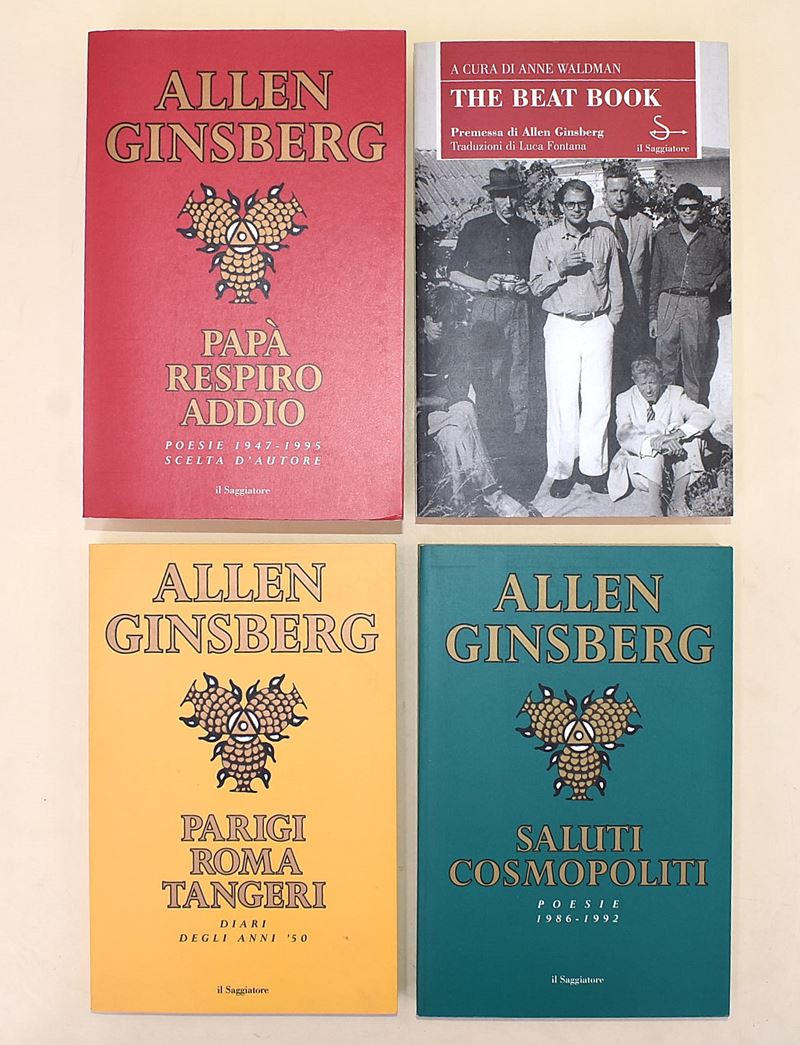 ALLEN
GINSBERG
PAPÀ
RESPIRO
ADDIO
POESIE 1947-1995
SCELTA D'AUTORE
il Saggiatore
A CURA DI ANNE WALDMAN
THE BEAT BOOK
Premessa di Allen Ginsberg
Traduzioni di Luca Fontana
il Saggiatore
ALLEN
GINSBERG
PARIGI
ROMA
TANGERI
DIARI
DEGLI ANNI '50
il Saggiatore
ALLEN
GINSBERG
SALUTI
COSMOPOLITI
POESIE
1986-1992
il Saggiatore